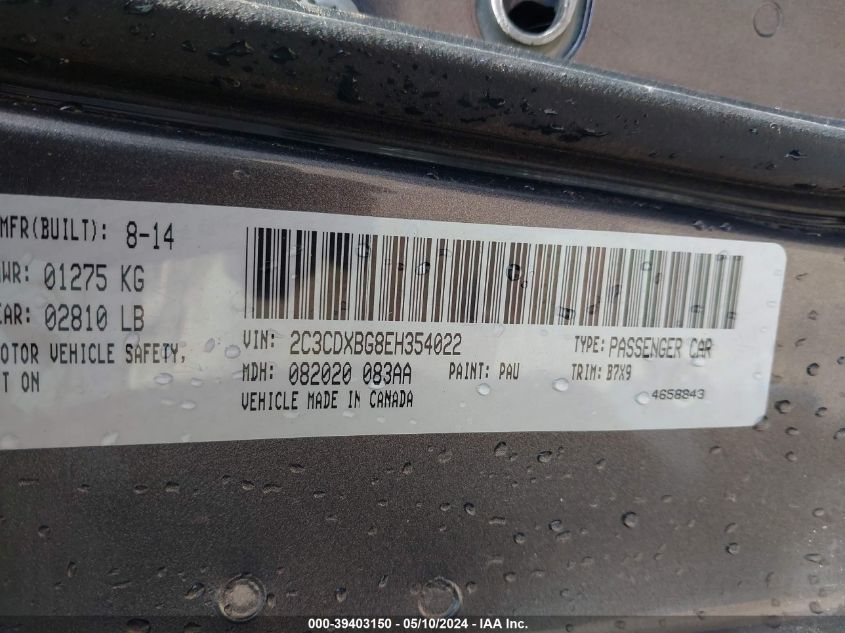 MFR(BUILT): 8-14
WR: 01275 KG
EAR: 02810 LB
MOTOR VEHICLE SAFETY,
T ON
VIN: 2C3CDXBG8EH354022
TYPE: PASSENGER CAR
MDH: 082020 083AA
PAINT: PAU
TRIM: B7X9
VEHICLE MADE IN CANADA
4658843
000-39403150 - 05/10/2024 - IAA Inc.